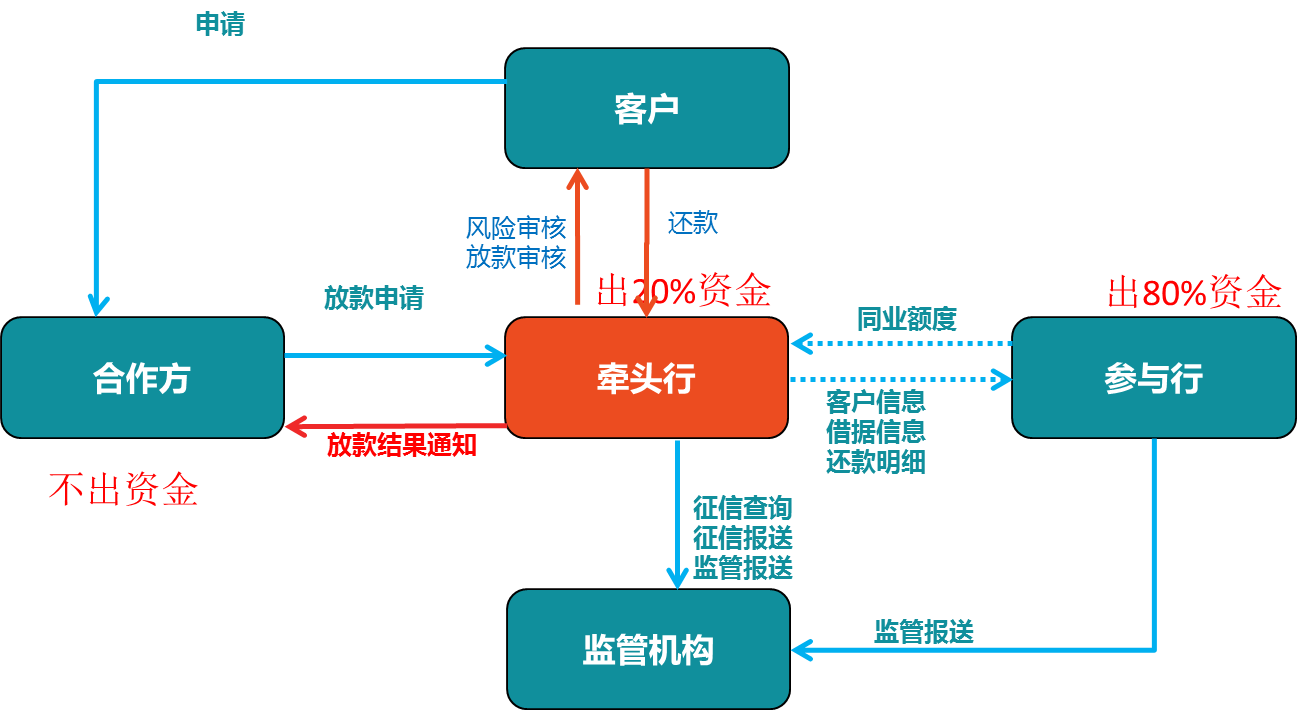 申请
客户
风险审核
放款审核
还款
出20%资金
出80%资金
放款申请
同业额度
合作方
牵头行
参与行
客户信息
借据信息
还款明细
放款结果通知
不出资金
征信查询
征信报送
监管报送
监管报送
监管机构